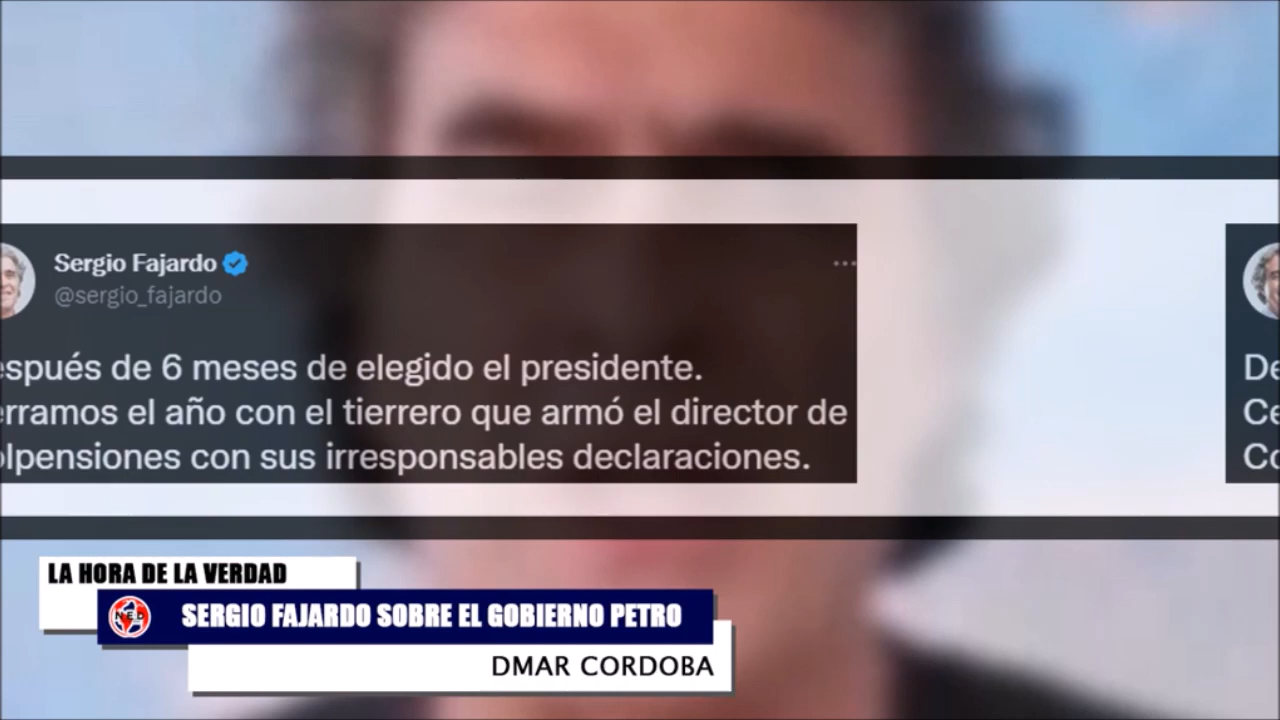 Sergio Fajardo
@sergio_fajardo
espués de 6 meses de elegido el presidente.
erramos el año con el tierrero que armó el director de
olpensiones con sus irresponsables declaraciones.
De
Ce
Co
LA HORA DE LA VERDAD
SERGIO FAJARDO SOBRE EL GOBIERNO PETRO
DMAR CORDOBA